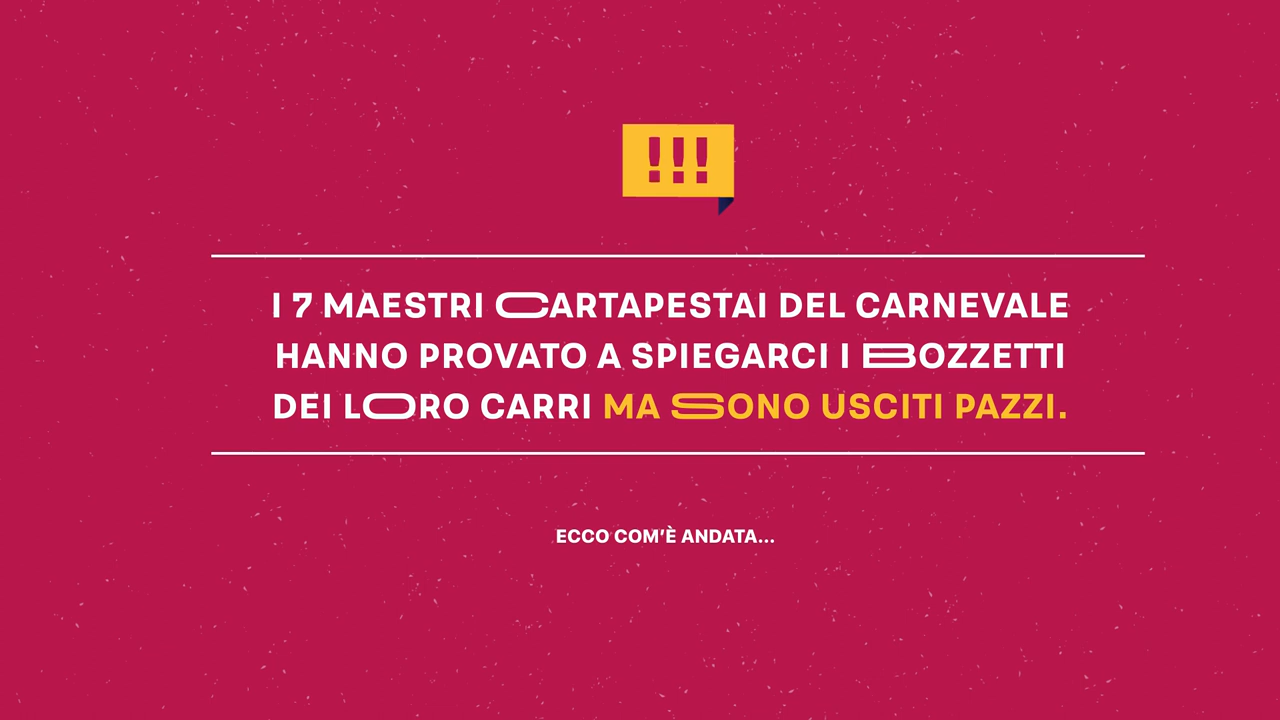 !!!
I 7 MAESTRI CARTAPESTAI DEL CARNEVALE
HANNO PROVATO A SPIEGARCI I BOZZETTI
DEI LORO CARRI MA SONO USCITI PAZZI.
ECCO COM'È ANDATA...